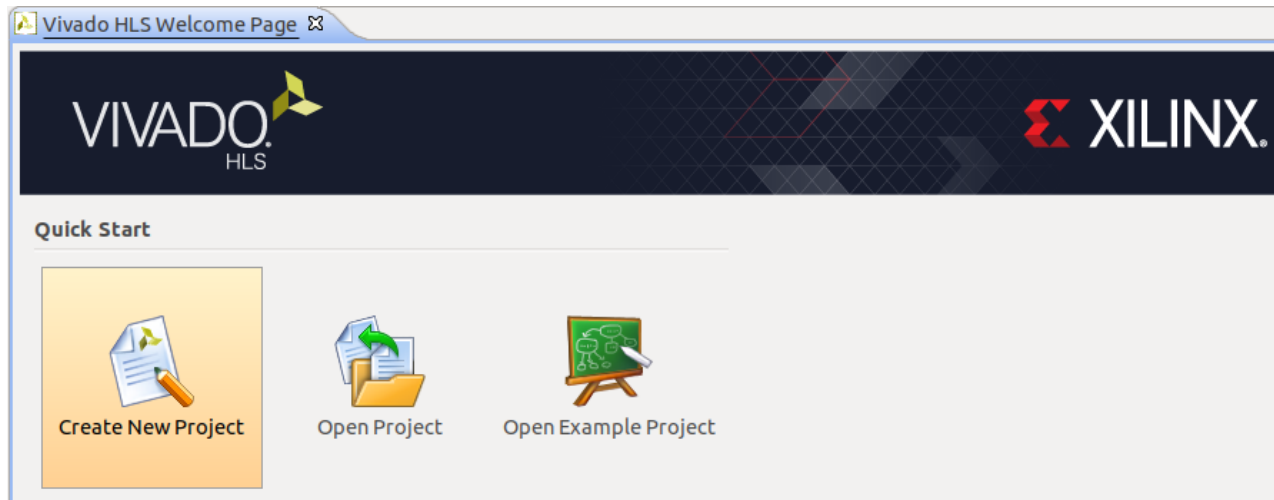 Vivado HLS Welcome Page
VIVADO.
HLS
XILINX.
Quick Start
Create New Project
Open Project
Open Example Project